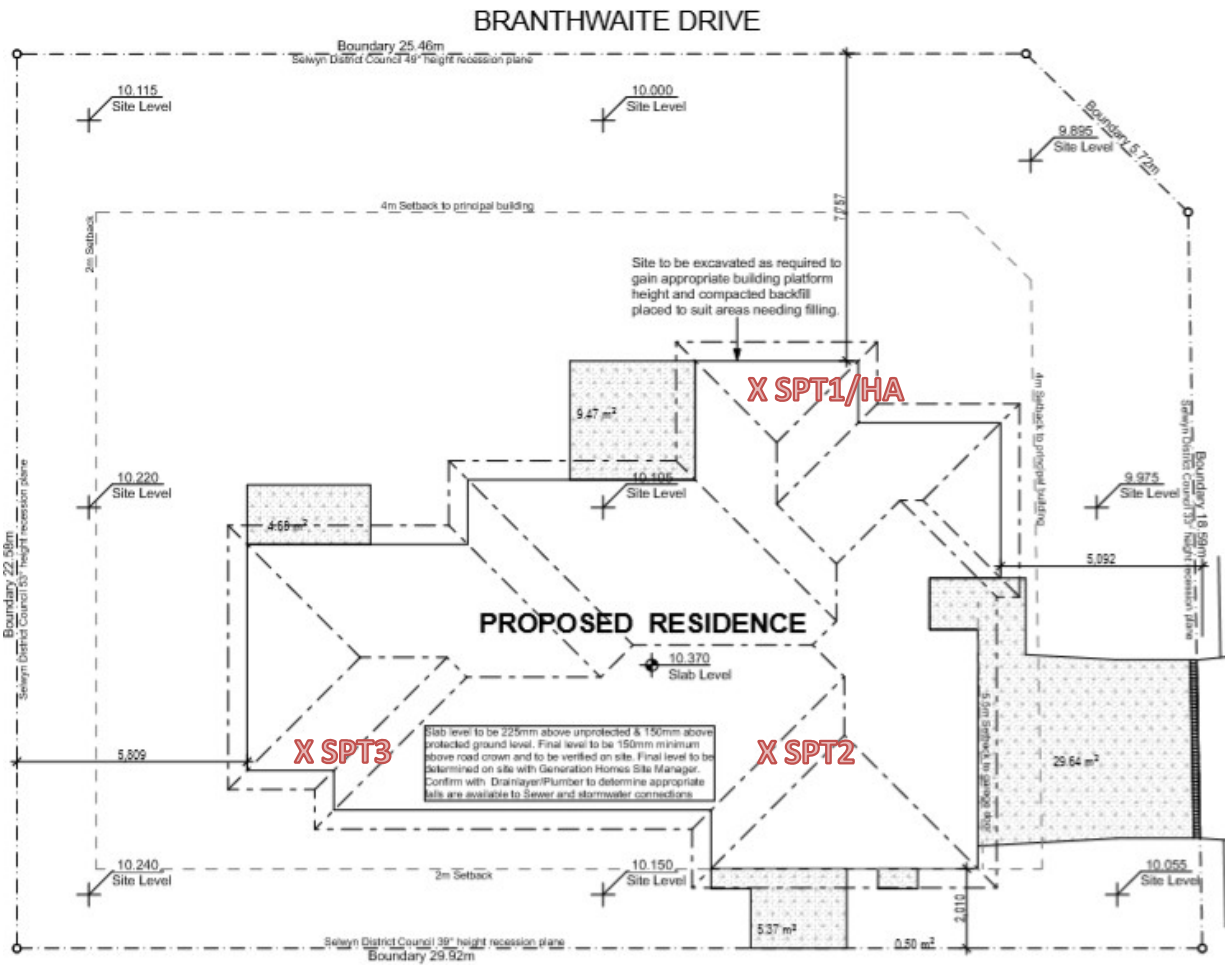 BRANTHWAITE DRIVE
Boundary 25.46m
Selwyn District Council 49° height recession plane
10.115
Site Level
10.000
Site Level
9.895
Site Level
Boundary 5.72m
4m Setback to principal building
2m Setback
7,757
Site to be excavated as required to
gain appropriate building platform
height and compacted backfill
placed to suit areas needing filling.
X SPT1/HA
9.47 m²
4m Setback to principal building
Boundary 18.59m
Selwyn District Council 33° height recession plane
10.220
Site Level
10.105
Site Level
9.975
Site Level
4.68 m²
5,092
Boundary 22.58m
Selwyn District Council 53° height recession plane
PROPOSED RESIDENCE
10.370
Slab Level
5,809
X SPT3
Slab level to be 225mm above unprotected & 150mm above
protected ground level. Final level to be 150mm minimum
above road crown and to be verified on site. Final level to be
determined on site with Generation Homes Site Manager.
Confirm with Drainlayer/Plumber to determine appropriate
falls are available to Sewer and stormwater connections
X SPT2
Setback to garage door
29.64 m²
10.240
Site Level
2m Setback
10.150
Site Level
10.055
Site Level
2,010
5.37 m²
0.50 m²
Selwyn District Council 39° height recession plane
Boundary 29.92m